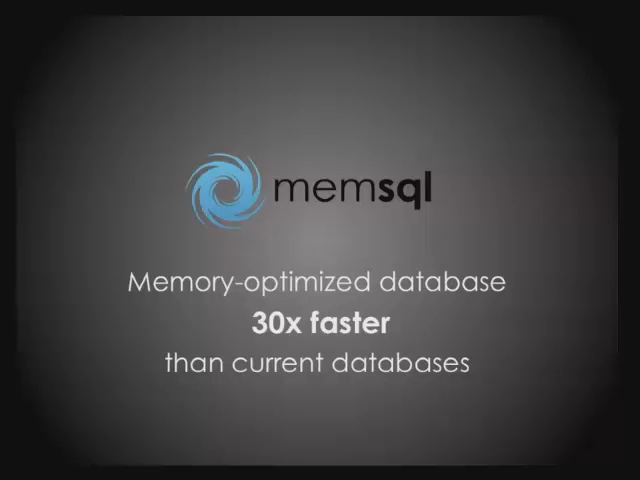 memsql
Memory-optimized database
30x faster
than current databases